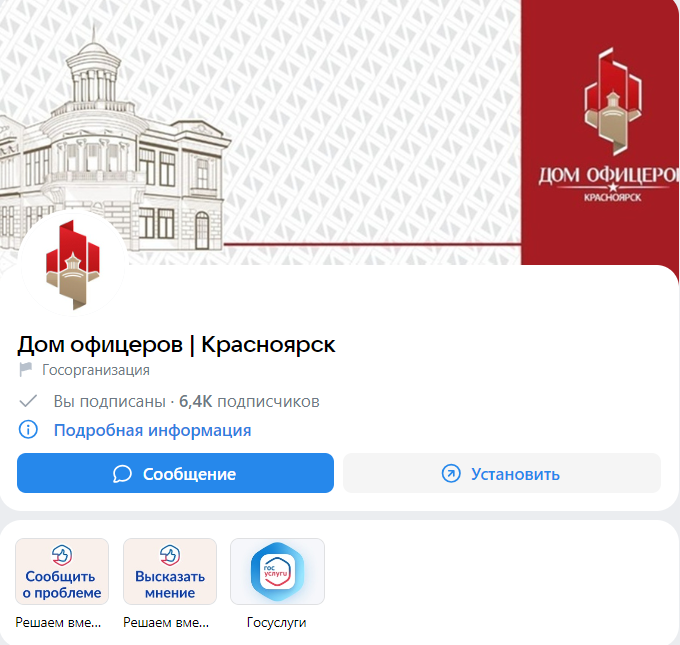 ДОМ ОФИЦЕРОВ
КРАСНОЯРСК
Дом офицеров | Красноярск
Госорганизация
Вы подписаны · 6,4K подписчиков
Подробная информация
Сообщение
Установить
Сообщить
о проблеме
Высказать
мнение
гос
услуги
Решаем вме...
Решаем вме...
Госуслуги